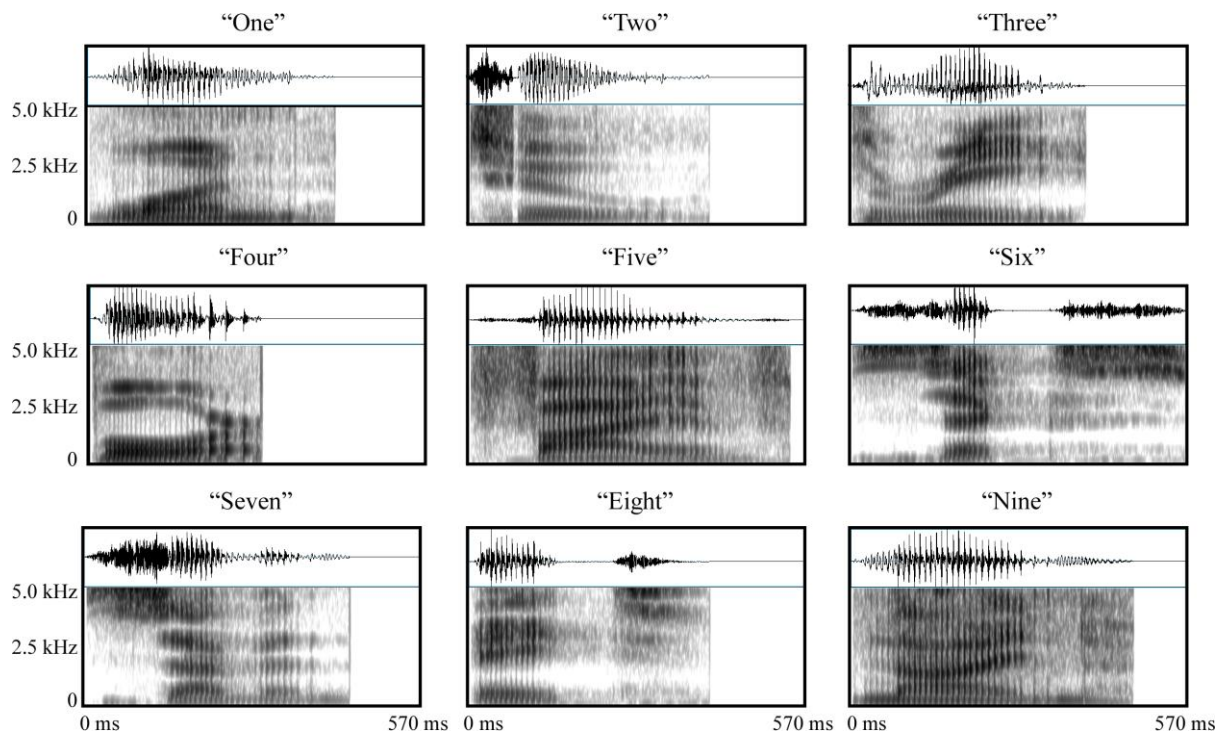 “One” “Two” “Three”
5.0 kHz
2.5 kHz
0
“Four” “Five” “Six”
5.0 kHz
2.5 kHz
0
“Seven” “Eight” “Nine”
5.0 kHz
2.5 kHz
0
0 ms 570 ms 0 ms 570 ms 0 ms 570 ms